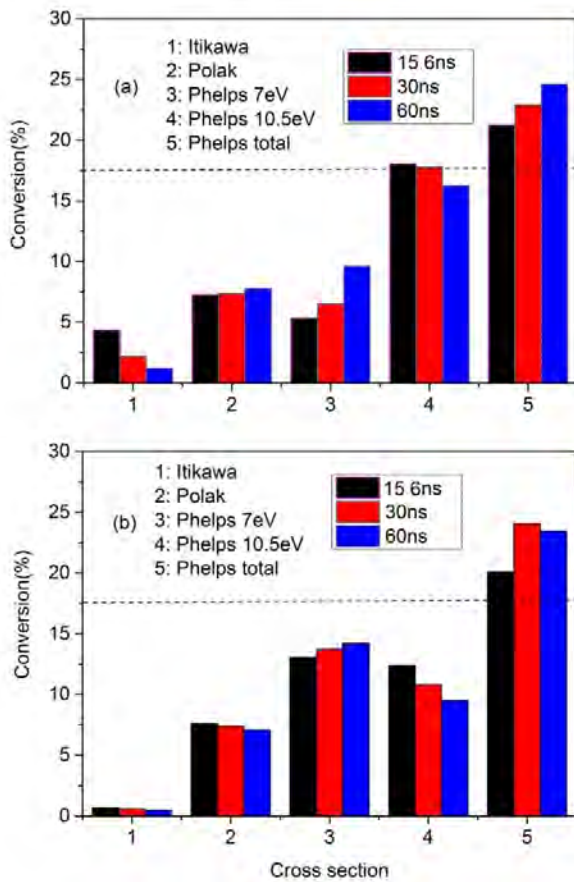 30
25
20
15
10
5
0
Conversion(%)
(a)
1: Itikawa
2: Polak
3: Phelps 7eV
4: Phelps 10.5eV
5: Phelps total
15 6ns
30ns
60ns
1 2 3 4 5
30
25
20
15
10
5
0
Conversion(%)
(b)
1: Itikawa
2: Polak
3: Phelps 7eV
4: Phelps 10.5eV
5: Phelps total
15 6ns
30ns
60ns
1 2 3 4 5
Cross section